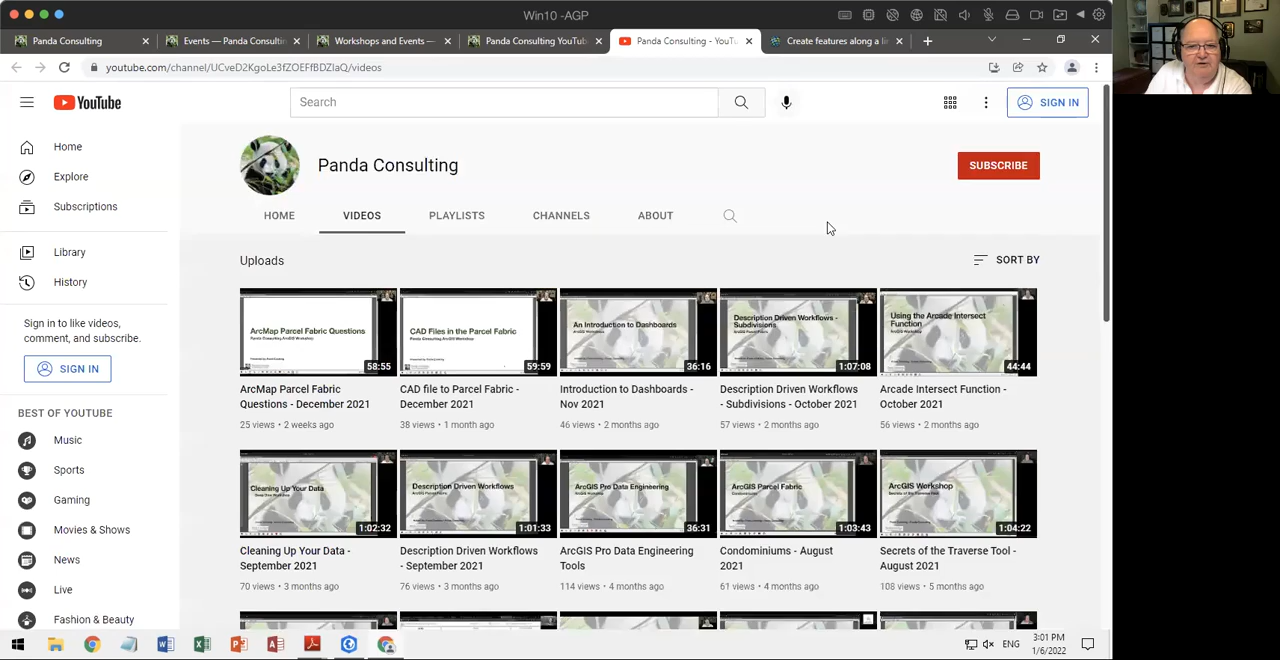 Win10 -AGP
Panda Consulting
Events — Panda Consultin
Workshops and Events —
Panda Consulting YouTub
Panda Consulting - YouTu
Create features along a li
youtube.com/channel/UCveD2KgoLe3fZOEFfBDZIaQ/videos
YouTube
Search
SIGN IN
Home
Explore
Subscriptions
Library
History
Sign in to like videos,
comment, and subscribe.
SIGN IN
BEST OF YOUTUBE
Music
Sports
Gaming
Movies & Shows
News
Live
Fashion & Beauty
Panda Consulting
SUBSCRIBE
HOME
VIDEOS
PLAYLISTS
CHANNELS
ABOUT
Uploads
SORT BY
ArcMap Parcel Fabric Questions
Panda Consulting ArcGIS Workshop
58:55
ArcMap Parcel Fabric
Questions - December 2021
25 views • 2 weeks ago
CAD Files in the Parcel Fabric
Panda Consulting ArcGIS Workshop
59:59
CAD file to Parcel Fabric -
December 2021
38 views • 1 month ago
An Introduction to Dashboards
ArcGIS Workshop
36:16
Introduction to Dashboards -
Nov 2021
46 views • 2 months ago
Description Driven Workflows -
Subdivisions
1:07:08
Description Driven Workflows
- Subdivisions - October 2021
57 views • 2 months ago
Using the Arcade Intersect
Function
44:44
Arcade Intersect Function -
October 2021
56 views • 2 months ago
Cleaning Up Your Data
1:02:32
Cleaning Up Your Data -
September 2021
70 views • 3 months ago
Description Driven Workflows
1:01:33
Description Driven Workflows
- September 2021
76 views • 3 months ago
ArcGIS Pro Data Engineering
36:31
ArcGIS Pro Data Engineering
Tools
114 views • 4 months ago
ArcGIS Parcel Fabric
Condominiums
1:03:43
Condominiums - August
2021
61 views • 4 months ago
ArcGIS Workshop
Secrets of the Traverse Tool
1:04:22
Secrets of the Traverse Tool -
August 2021
108 views • 5 months ago
ENG
3:01 PM
1/6/2022